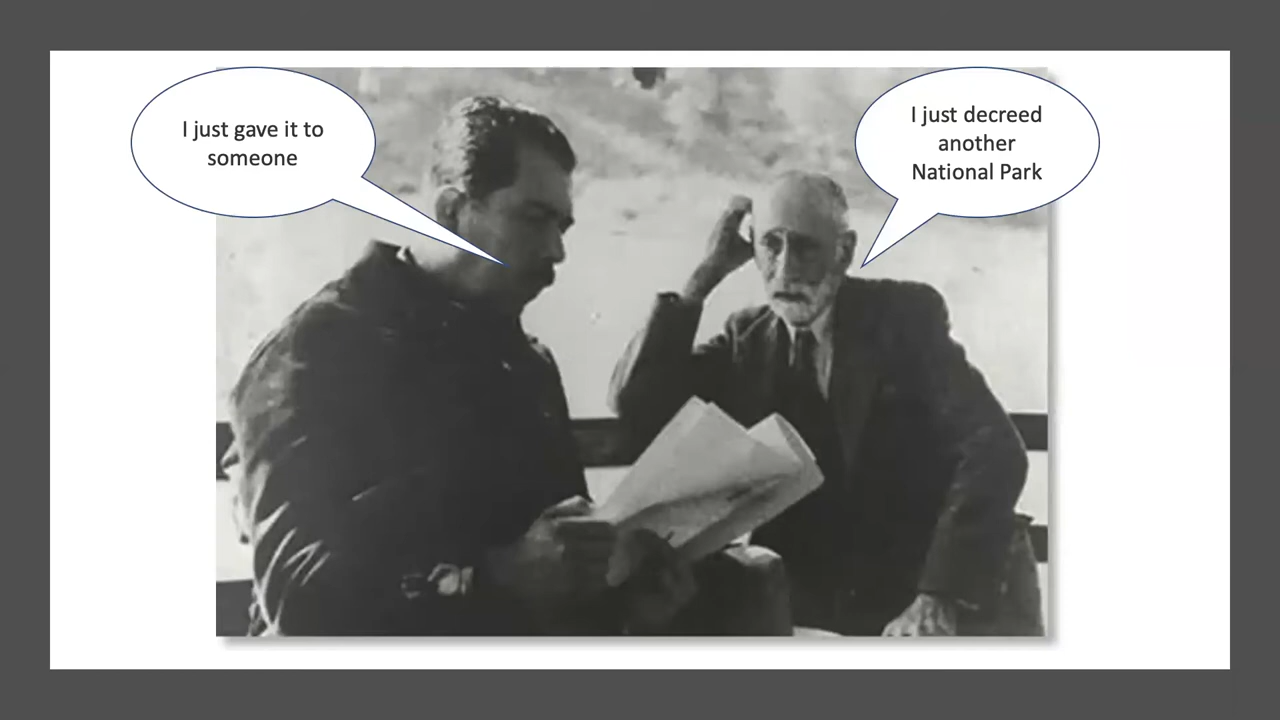 I just gave it to
someone
I just decreed
another
National Park